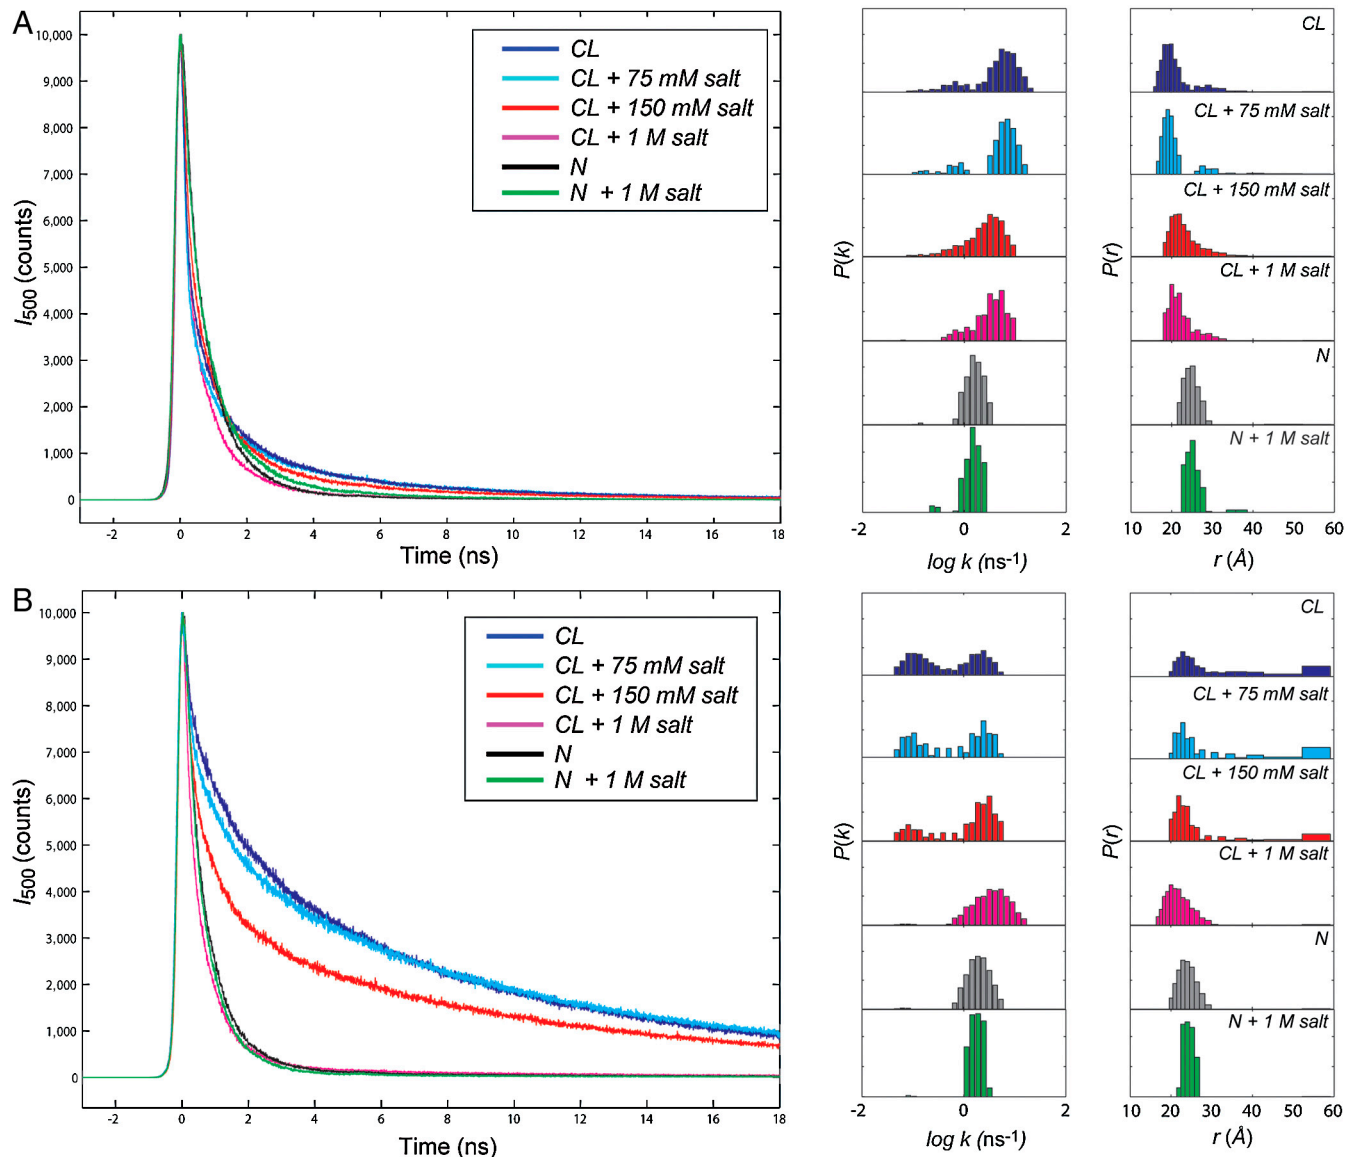 A
I500 (counts)
10,000
9,000
8,000
7,000
6,000
5,000
4,000
3,000
2,000
1,000
0
-2 0 2 4 6 8 10 12 14 16 18
Time (ns)
CL
CL + 75 mM salt
CL + 150 mM salt
CL + 1 M salt
N
N + 1 M salt
P(k)
-2 0 2
log k (ns-1)
P(r)
CL
CL + 75 mM salt
CL + 150 mM salt
CL + 1 M salt
N
N + 1 M salt
10 20 30 40 50 60
r (Å)
B
I500 (counts)
10,000
9,000
8,000
7,000
6,000
5,000
4,000
3,000
2,000
1,000
0
-2 0 2 4 6 8 10 12 14 16 18
Time (ns)
CL
CL + 75 mM salt
CL + 150 mM salt
CL + 1 M salt
N
N + 1 M salt
P(k)
-2 0 2
log k (ns-1)
P(r)
CL
CL + 75 mM salt
CL + 150 mM salt
CL + 1 M salt
N
N + 1 M salt
10 20 30 40 50 60
r (Å)